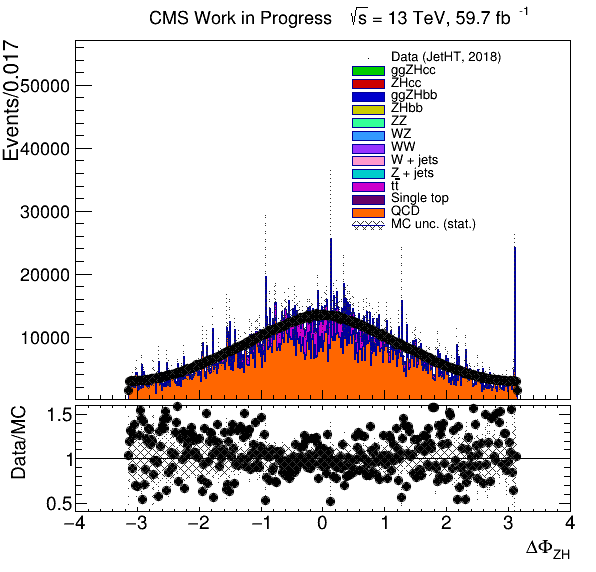 CMS Work in Progress √s = 13 TeV, 59.7 fb⁻¹
Events/0.017
50000
40000
30000
20000
10000
Data (JetHT, 2018)
ggZHcc
ZHcc
ggZHbb
ZHbb
ZZ
WZ
WW
W + jets
Z + jets
tt̄
Single top
QCD
MC unc. (stat.)
Data/MC
1.5
1
0.5
−4 −3 −2 −1 0 1 2 3 4
ΔΦ_ZH